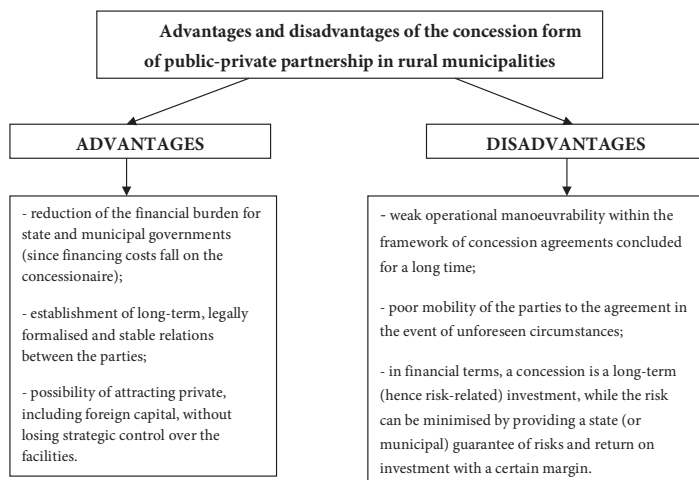 Advantages and disadvantages of the concession form
of public-private partnership in rural municipalities
ADVANTAGES
- reduction of the financial burden for
state and municipal governments
(since financing costs fall on the
concessionaire);
- establishment of long-term, legally
formalised and stable relations
between the parties;
- possibility of attracting private,
including foreign capital, without
losing strategic control over the
facilities.
DISADVANTAGES
- weak operational manoeuvrability within the
framework of concession agreements concluded
for a long time;
- poor mobility of the parties to the agreement in
the event of unforeseen circumstances;
- in financial terms, a concession is a long-term
(hence risk-related) investment, while the risk
can be minimised by providing a state (or
municipal) guarantee of risks and return on
investment with a certain margin.